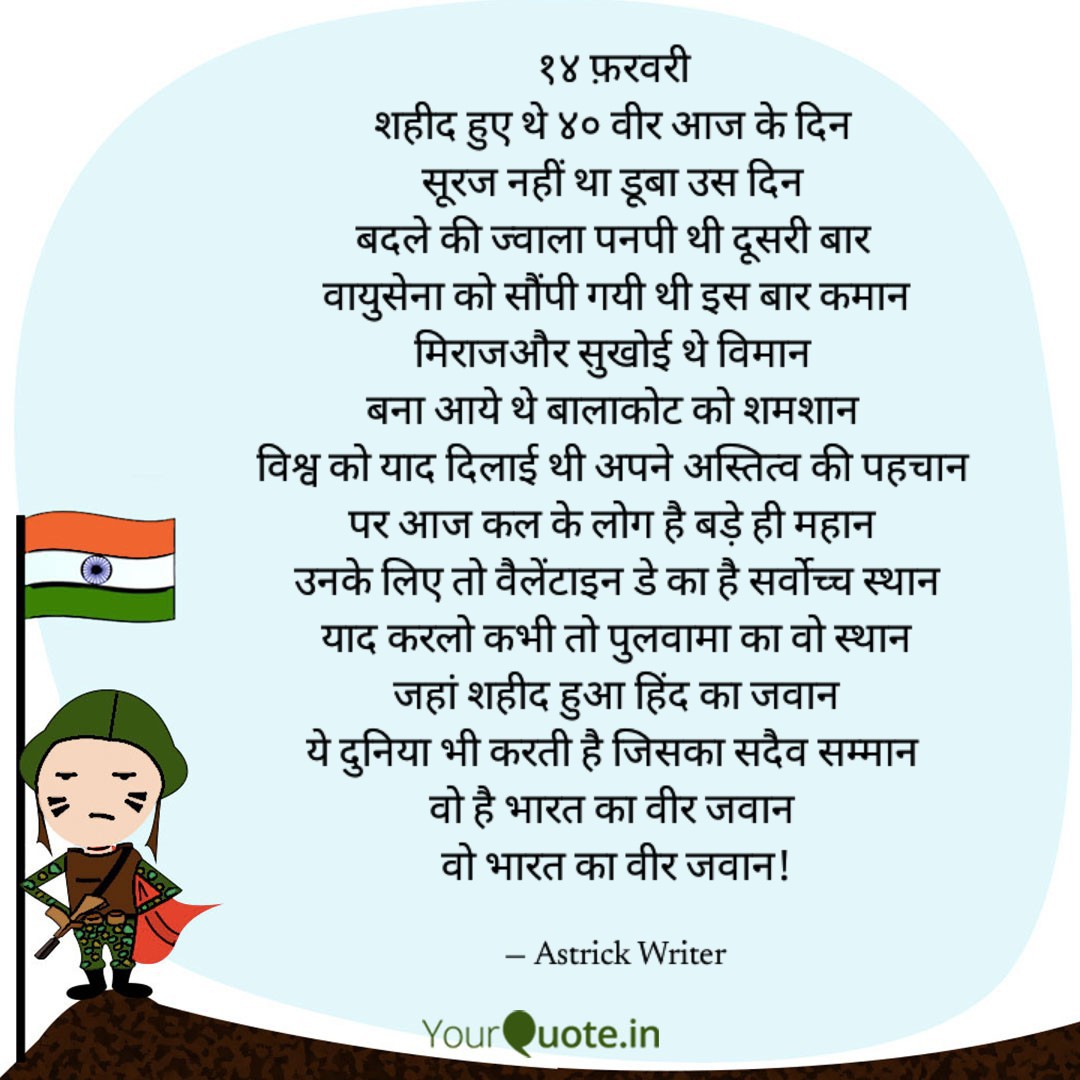 १४ फ़रवरी
शहीद हुए थे ४० वीर आज के दिन
सूरज नहीं था डूबा उस दिन
बदले की ज्वाला पनपी थी दूसरी बार
वायुसेना को सौंपी गयी थी इस बार कमान
मिराजऔर सुखोई थे विमान
बना आये थे बालाकोट को शमशान
विश्व को याद दिलाई थी अपने अस्तित्व की पहचान
पर आज कल के लोग है बड़े ही महान
उनके लिए तो वैलेंटाइन डे का है सर्वोच्च स्थान
याद करलो कभी तो पुलवामा का वो स्थान
जहां शहीद हुआ हिंद का जवान
ये दुनिया भी करती है जिसका सदैव सम्मान
वो है भारत का वीर जवान
वो भारत का वीर जवान!
– Astrick Writer
YourQuote.in